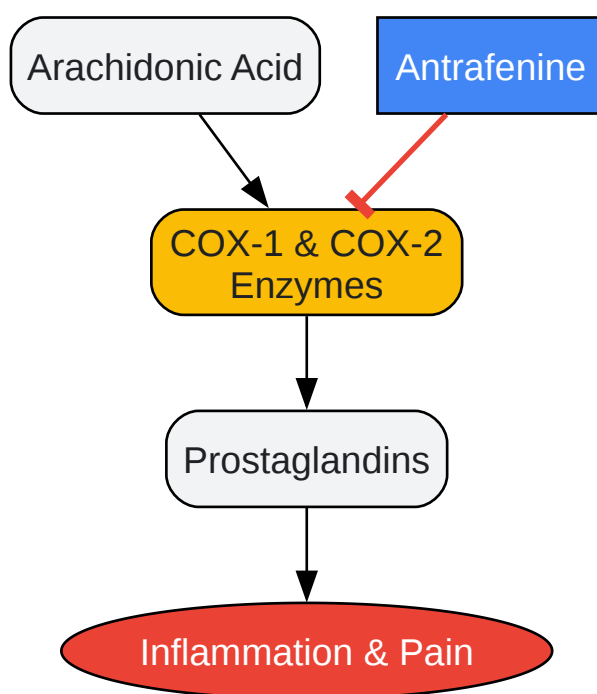 Arachidonic Acid
Antrafenine
COX-1 & COX-2
Enzymes
Prostaglandins
Inflammation & Pain